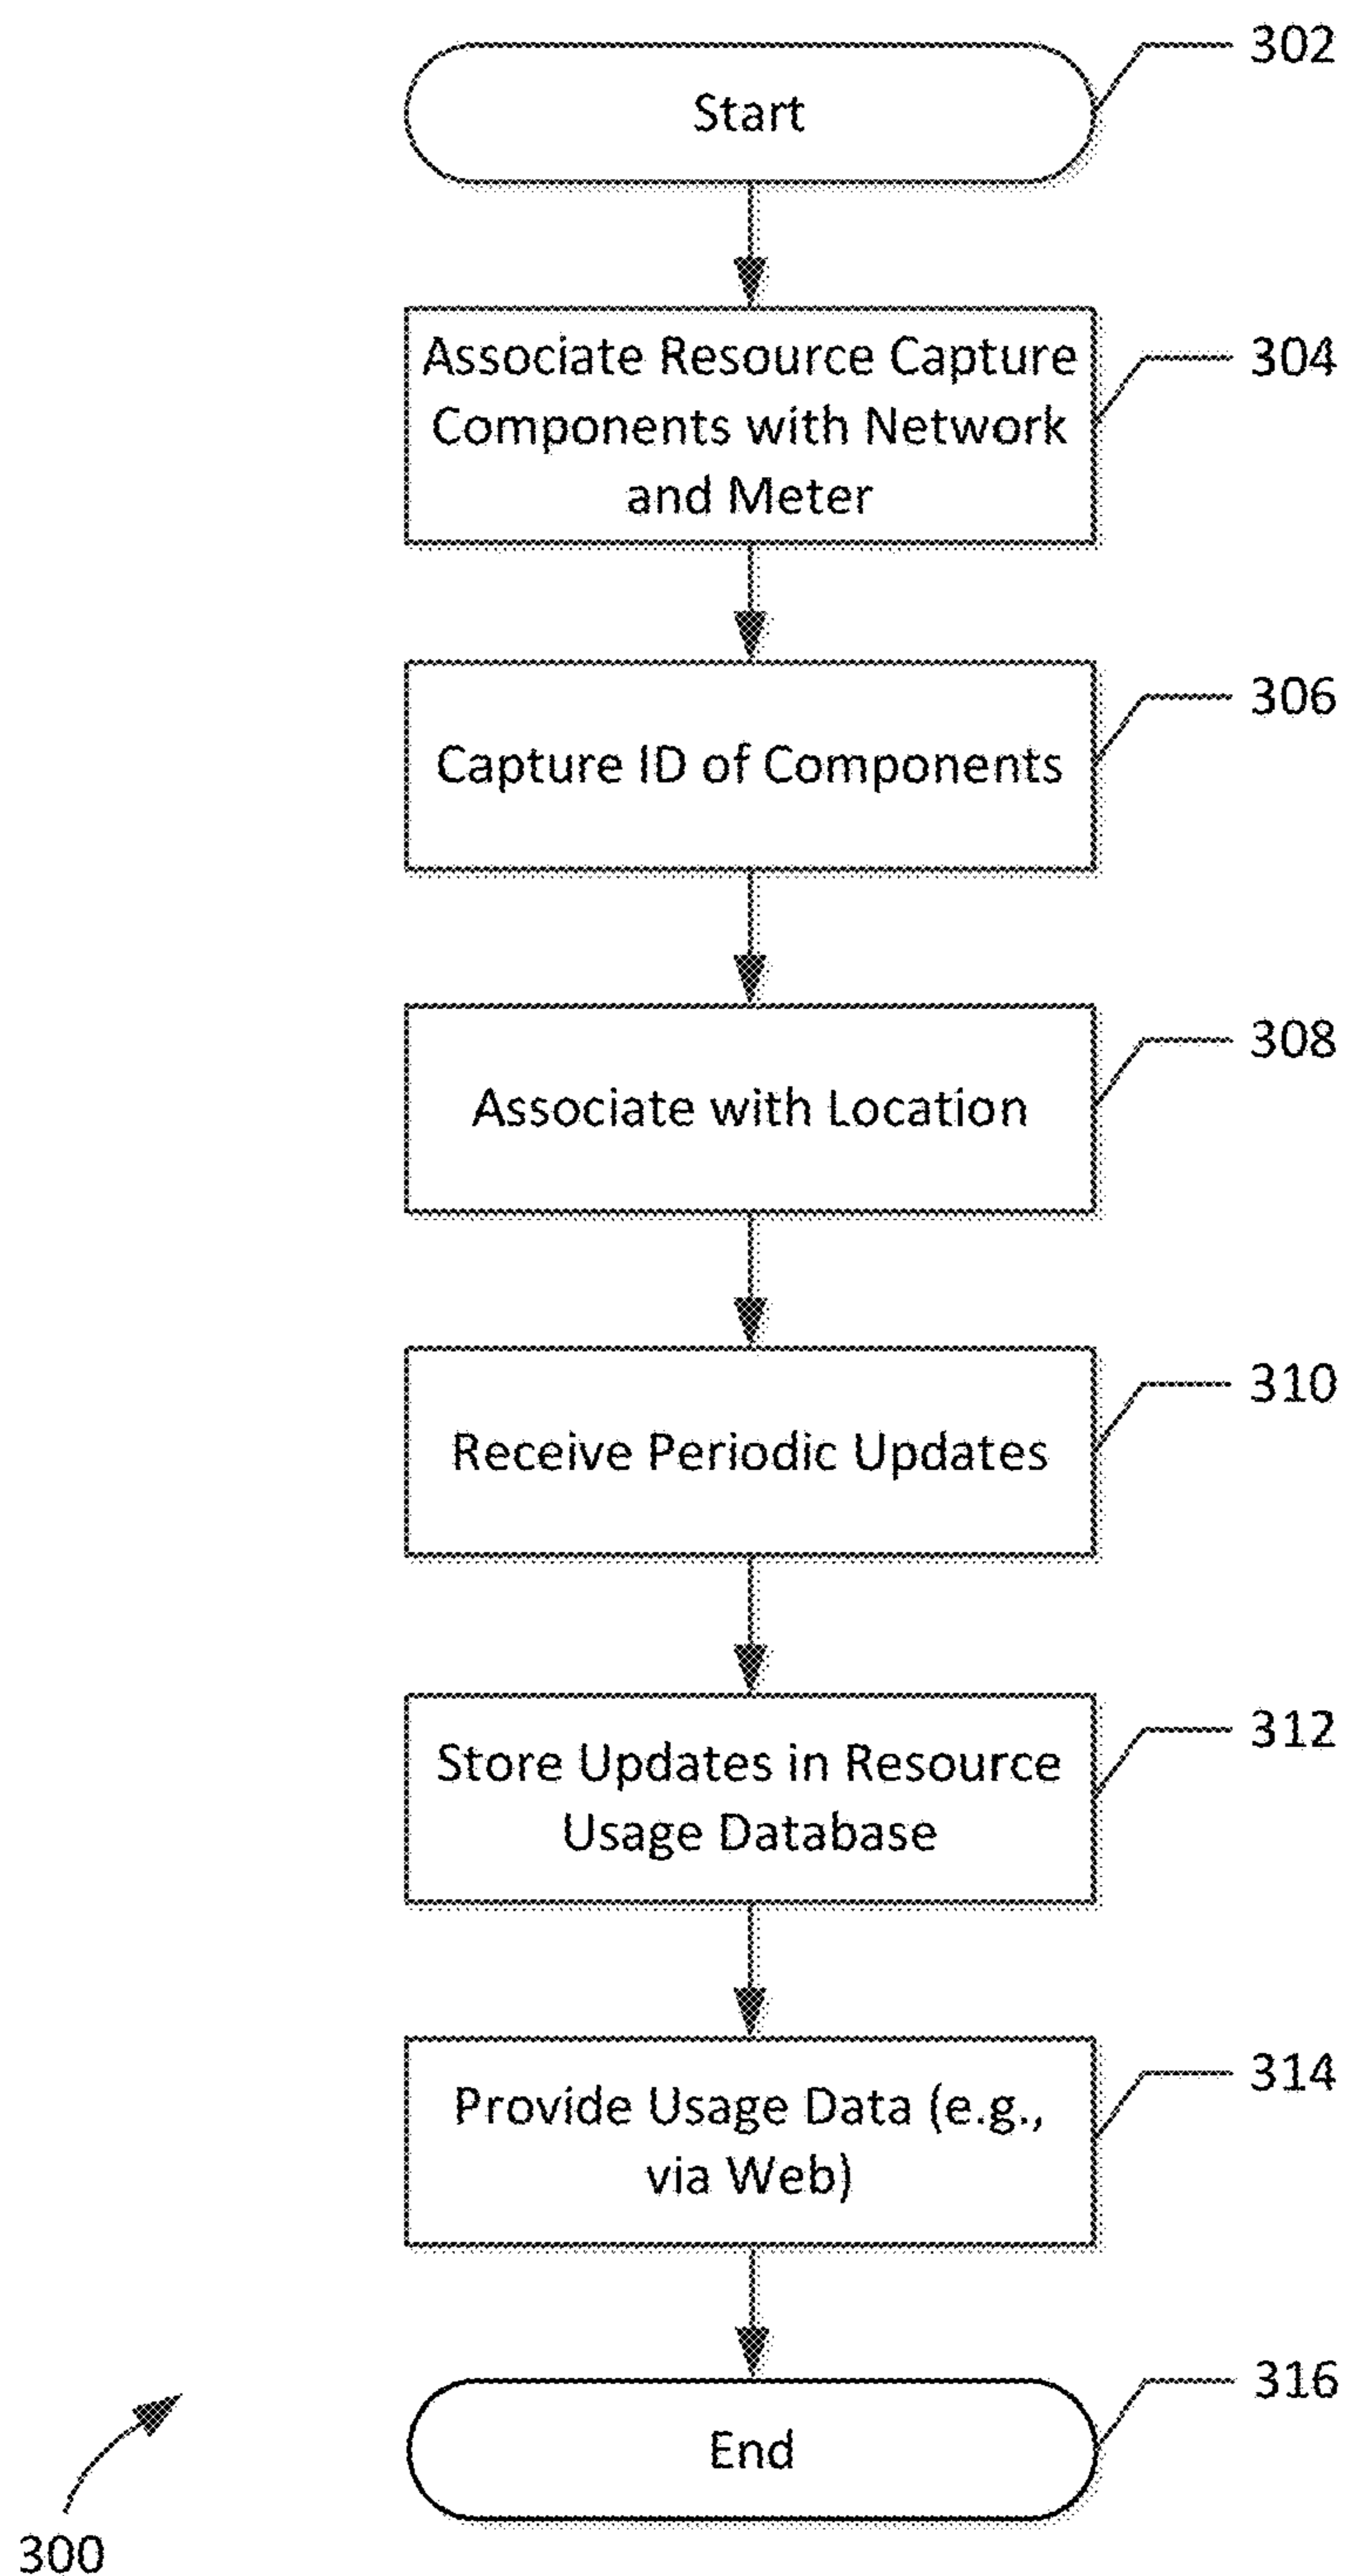 302
Start
304
Associate Resource Capture
Components with Network
and Meter
306
Capture ID of Components
308
Associate with Location
310
Receive Periodic Updates
312
Store Updates in Resource
Usage Database
314
Provide Usage Data (e.g.,
via Web)
316
End
300